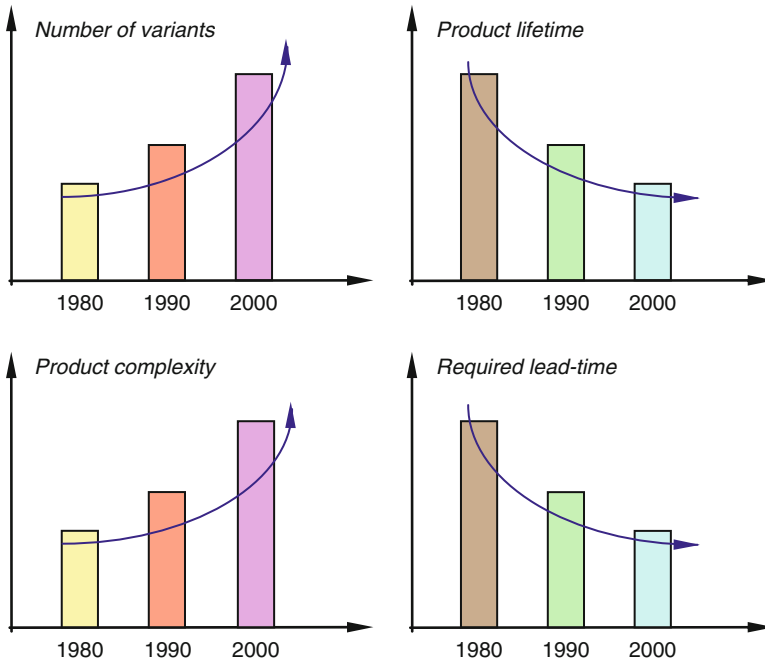 Number of variants
1980 1990 2000
Product lifetime
1980 1990 2000
Product complexity
1980 1990 2000
Required lead-time
1980 1990 2000